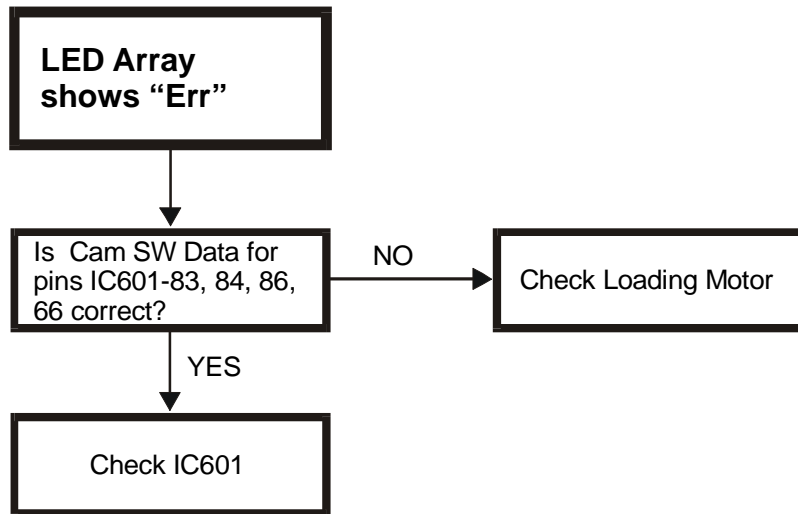 LED Array
shows “Err”
Is Cam SW Data for
pins IC601-83, 84, 86,
66 correct?
NO
Check Loading Motor
YES
Check IC601